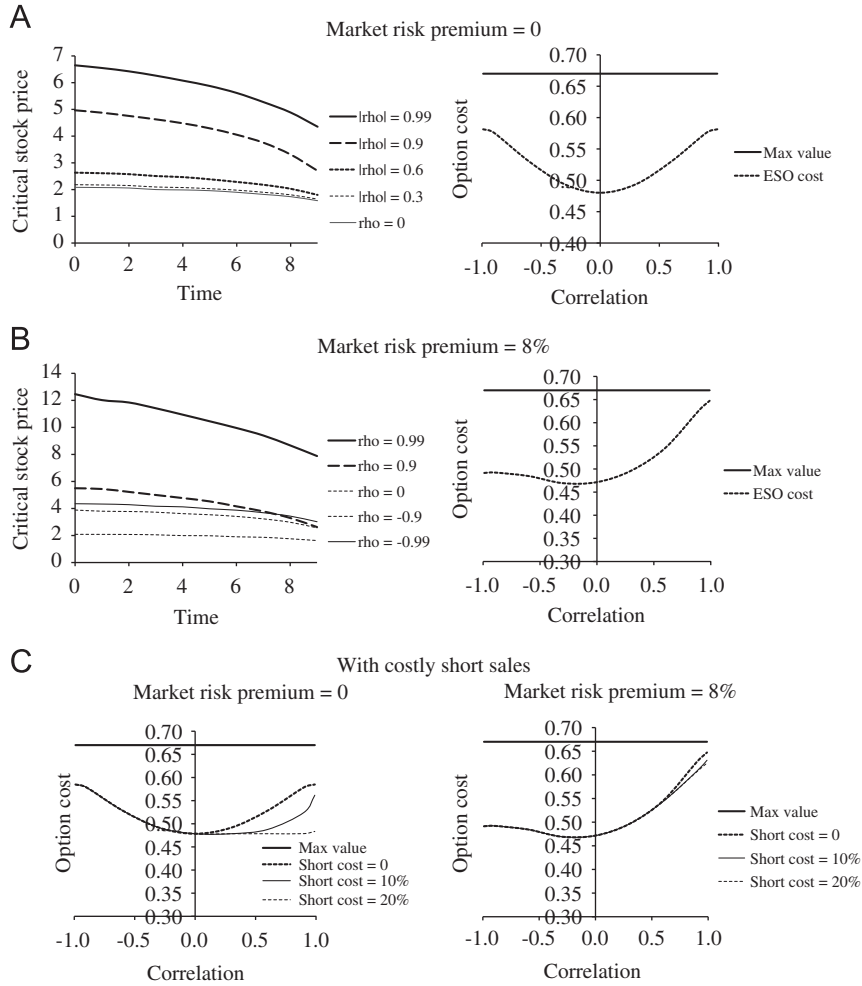 A
Market risk premium = 0
Critical stock price
7
6
5
4
3
2
1
0
0 2 4 6 8
Time
|rho| = 0.99
|rho| = 0.9
|rho| = 0.6
|rho| = 0.3
rho = 0
Option cost
0.70
0.65
0.60
0.55
0.50
0.45
0.40
-1.0 -0.5 0.0 0.5 1.0
Correlation
Max value
ESO cost
B
Market risk premium = 8%
Critical stock price
14
12
10
8
6
4
2
0
0 2 4 6 8
Time
rho = 0.99
rho = 0.9
rho = 0
rho = -0.9
rho = -0.99
Option cost
0.70
0.65
0.60
0.55
0.50
0.45
0.40
0.35
0.30
-1.0 -0.5 0.0 0.5 1.0
Correlation
Max value
ESO cost
C
With costly short sales
Market risk premium = 0
Option cost
0.70
0.65
0.60
0.55
0.50
0.45
0.40
0.35
0.30
-1.0 -0.5 0.0 0.5 1.0
Correlation
Max value
Short cost = 0
Short cost = 10%
Short cost = 20%
Market risk premium = 8%
Option cost
0.70
0.65
0.60
0.55
0.50
0.45
0.40
0.35
0.30
-1.0 -0.5 0.0 0.5 1.0
Correlation
Max value
Short cost = 0
Short cost = 10%
Short cost = 20%